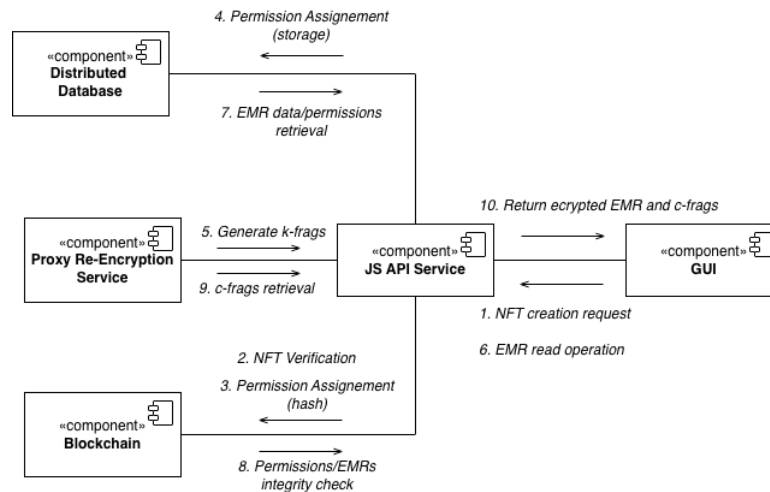 4. Permission Assignement
(storage)
«component»
Distributed
Database
7. EMR data/permissions
retrieval
10. Return ecrypted EMR and c-frags
5. Generate k-frags
«component»
Proxy Re-Encryption
Service
«component»
JS API Service
«component»
GUI
9. c-frags retrieval
1. NFT creation request
6. EMR read operation
2. NFT Verification
3. Permission Assignement
(hash)
«component»
Blockchain
8. Permissions/EMRs
integrity check